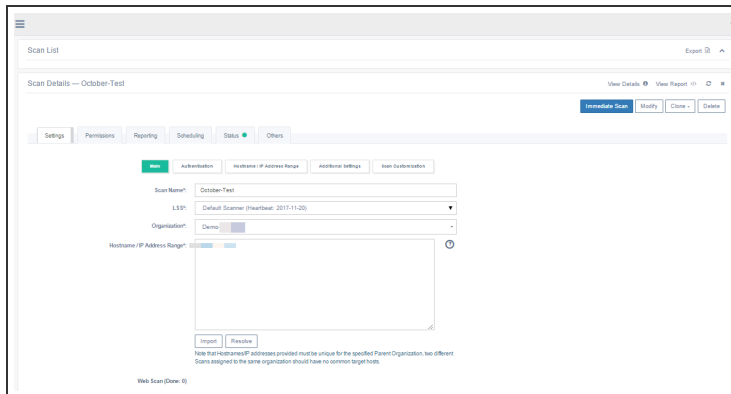 Scan List
Export
Scan Details — October-Test
View Details View Report
Immediate Scan Modify Clone Delete
Settings Permissions Reporting Scheduling Status Others
Main Authentication Hostname / IP Address Range Additional Settings Scan Customization
Scan Name*: October-Test
LSS*: Default Scanner (Heartbeat: 2017-11-20)
Organization*: Demo-
Hostname / IP Address Range*:
Import Resolve
Note that Hostnames/IP addresses provided must be unique for the specified Parent Organization, two different
Scans assigned to the same organization should have no common target hosts.
Web Scan (Done: 0)